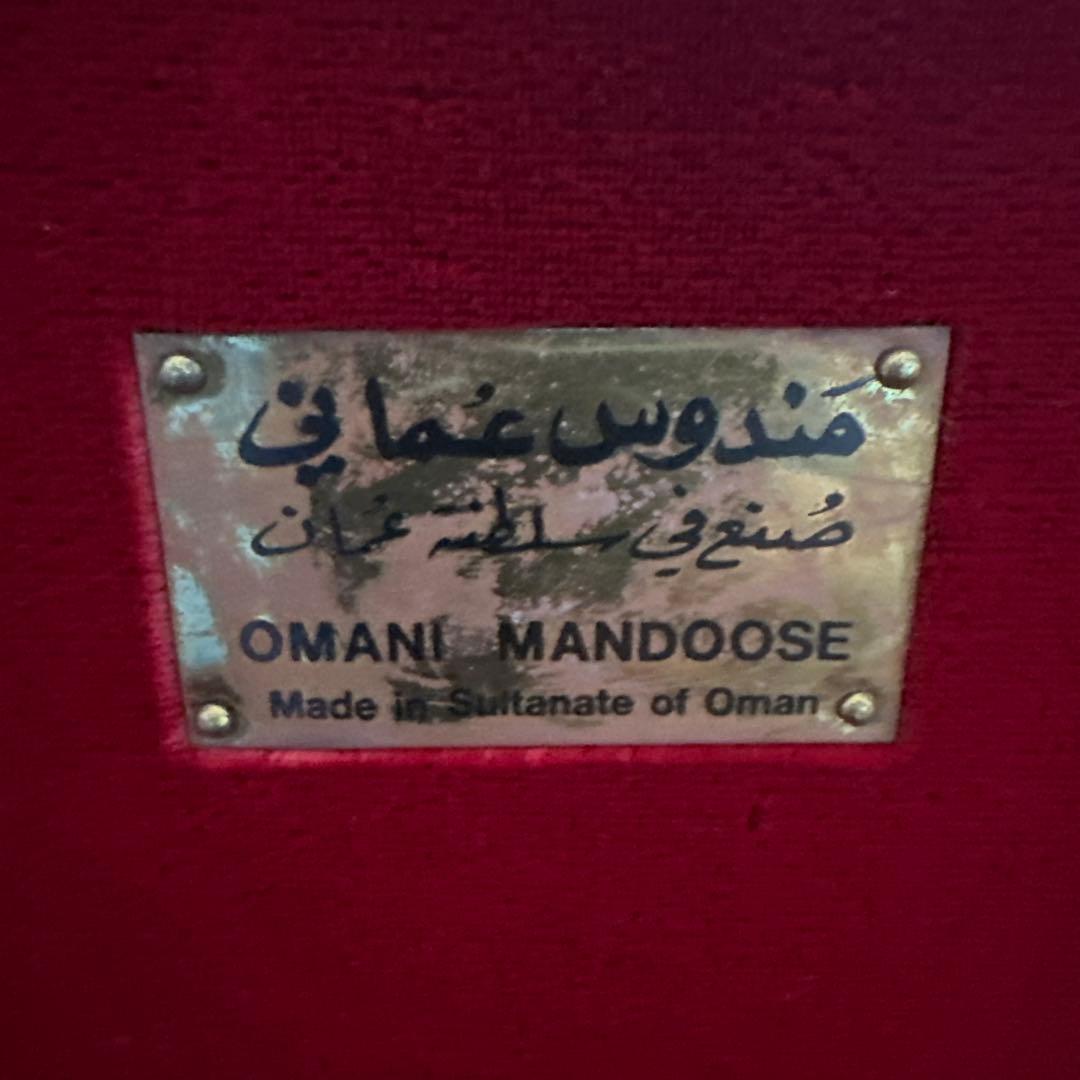 مَندوس عُماني
صُنع في سلطنة عُمان
OMANI MANDOOSE
Made in Sultanate of Oman